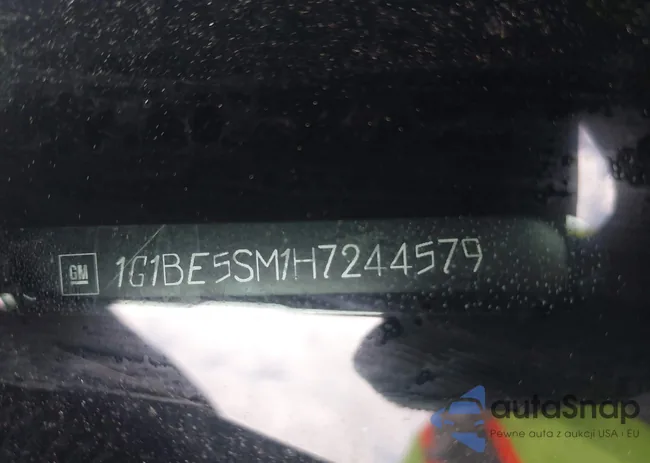 GM 1G1BE5SM1H7244579
autaSnap
Pewne auta z aukcji USA i EU